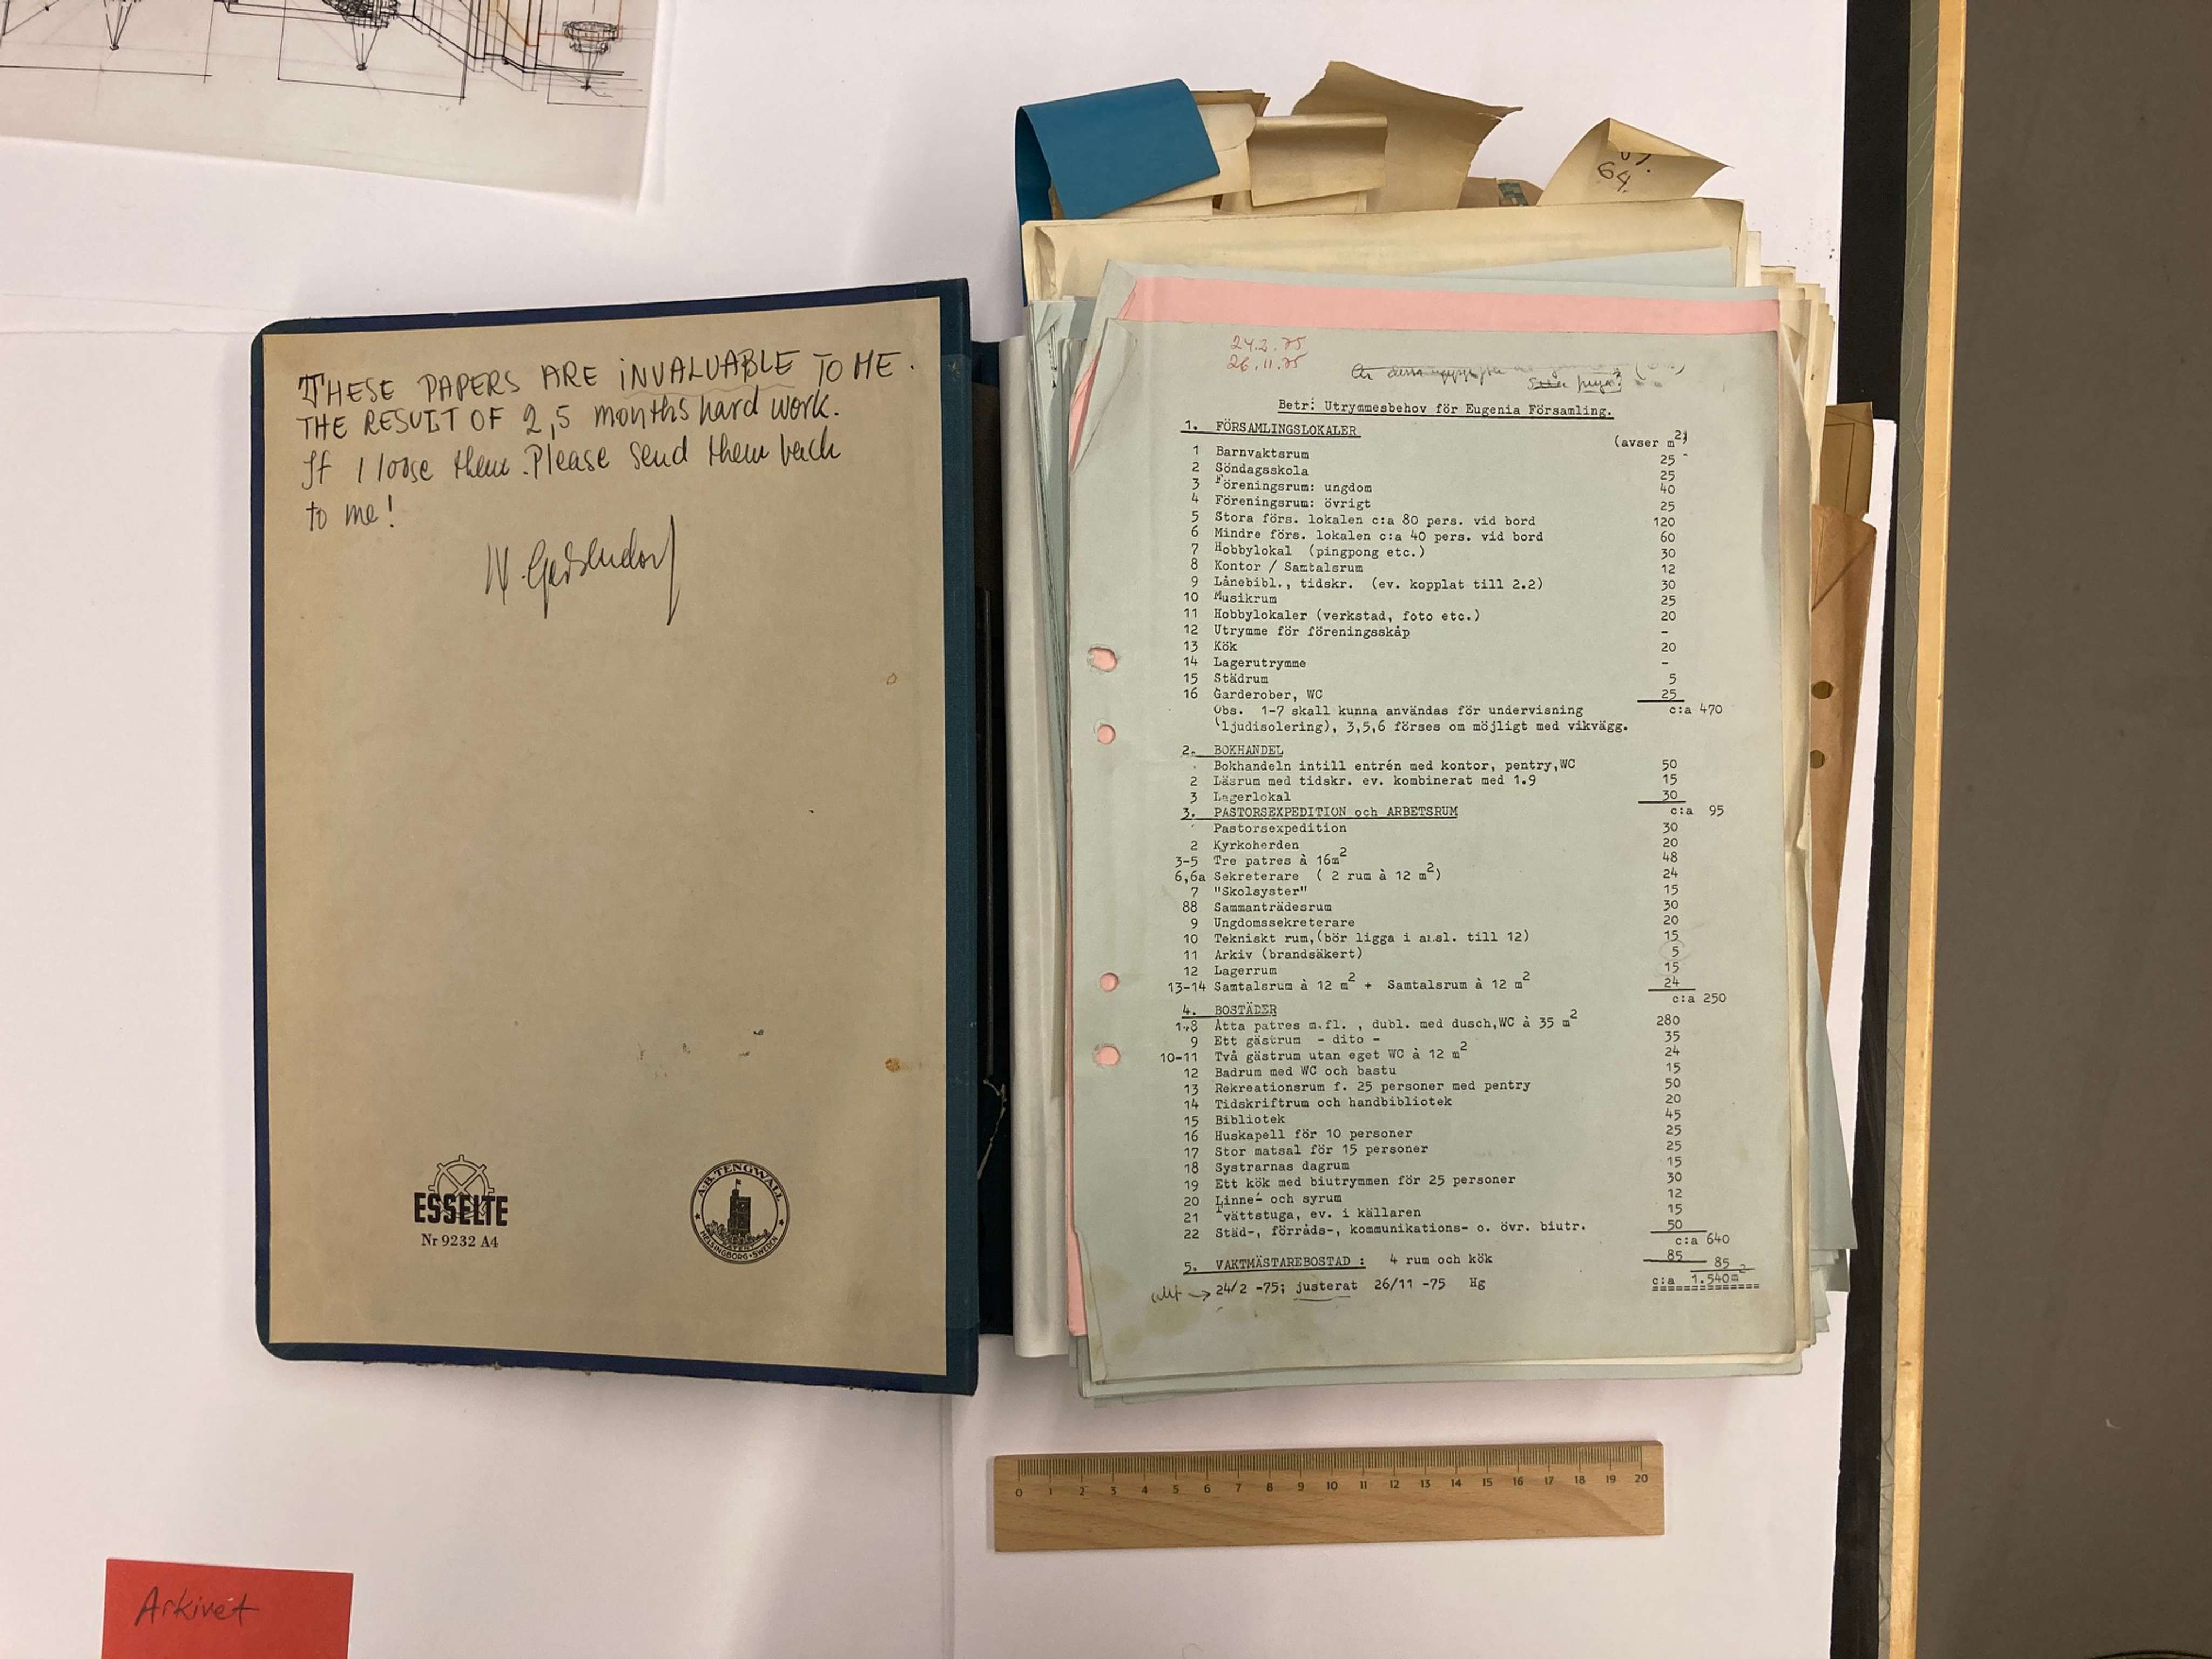 THESE PAPERS ARE INVALUABLE TO ME.
THE RESULT OF 2,5 months hard work.
If I loose them. Please send them back
to me!
ESSELTE
Nr 9232 A4
A.-B. TENGWALL
PATENT
HELSINGBORG • SWEDEN
64.
24.2.75
26.11.75
Betr: Utrymmesbehov för Eugenia Församling.
1. FÖRSAMLINGSLOKALER (avser m2)
1 Barnvaktsrum 25
2 Söndagsskola 25
3 Föreningsrum: ungdom 40
4 Föreningsrum: övrigt 25
5 Stora förs. lokalen c:a 80 pers. vid bord 120
6 Mindre förs. lokalen c:a 40 pers. vid bord 60
7 Hobbylokal (pingpong etc.) 30
8 Kontor / Samtalsrum 12
9 Lånebibl., tidskr. (ev. kopplat till 2.2) 30
10 Musikrum 25
11 Hobbylokaler (verkstad, foto etc.) 20
12 Utrymme för föreningsskåp -
13 Kök 20
14 Lagerutrymme -
15 Städrum 5
16 Garderober, WC 25
Obs. 1-7 skall kunna användas för undervisning c:a 470
(ljudisolering), 3,5,6 förses om möjligt med vikvägg.
2. BOKHANDEL
Bokhandeln intill entrén med kontor, pentry,WC 50
2 Läsrum med tidskr. ev. kombinerat med 1.9 15
3 Lagerlokal 30
3. PASTORSEXPEDITION och ARBETSRUM c:a 95
Pastorsexpedition 30
2 Kyrkoherden 20
3-5 Tre patres à 16m2 48
6,6a Sekreterare ( 2 rum à 12 m2) 24
7 "Skolsyster" 15
88 Sammanträdesrum 30
9 Ungdomssekreterare 20
10 Tekniskt rum,(bör ligga i ansl. till 12) 15
11 Arkiv (brandsäkert) 5
12 Lagerrum 15
13-14 Samtalsrum à 12 m2 + Samtalsrum à 12 m2 24
c:a 250
4. BOSTÄDER
1-8 Åtta patres m.fl. , dubl. med dusch,WC à 35 m2 280
9 Ett gästrum - dito - 35
10-11 Två gästrum utan eget WC à 12 m2 24
12 Badrum med WC och bastu 15
13 Rekreationsrum f. 25 personer med pentry 50
14 Tidskriftrum och handbibliotek 20
15 Bibliotek 45
16 Huskapell för 10 personer 25
17 Stor matsal för 15 personer 25
18 Systrarnas dagrum 15
19 Ett kök med biutrymmen för 25 personer 30
20 Linne- och syrum 12
21 Tvättstuga, ev. i källaren 15
22 Städ-, förråds-, kommunikations- o. övr. biutr. 50
c:a 640
5. VAKTMÄSTAREBOSTAD : 4 rum och kök 85 85
c:a 1.540m2
24/2 -75; justerat 26/11 -75 Hg
0 1 2 3 4 5 6 7 8 9 10 11 12 13 14 15 16 17 18 19 20
Arkivet